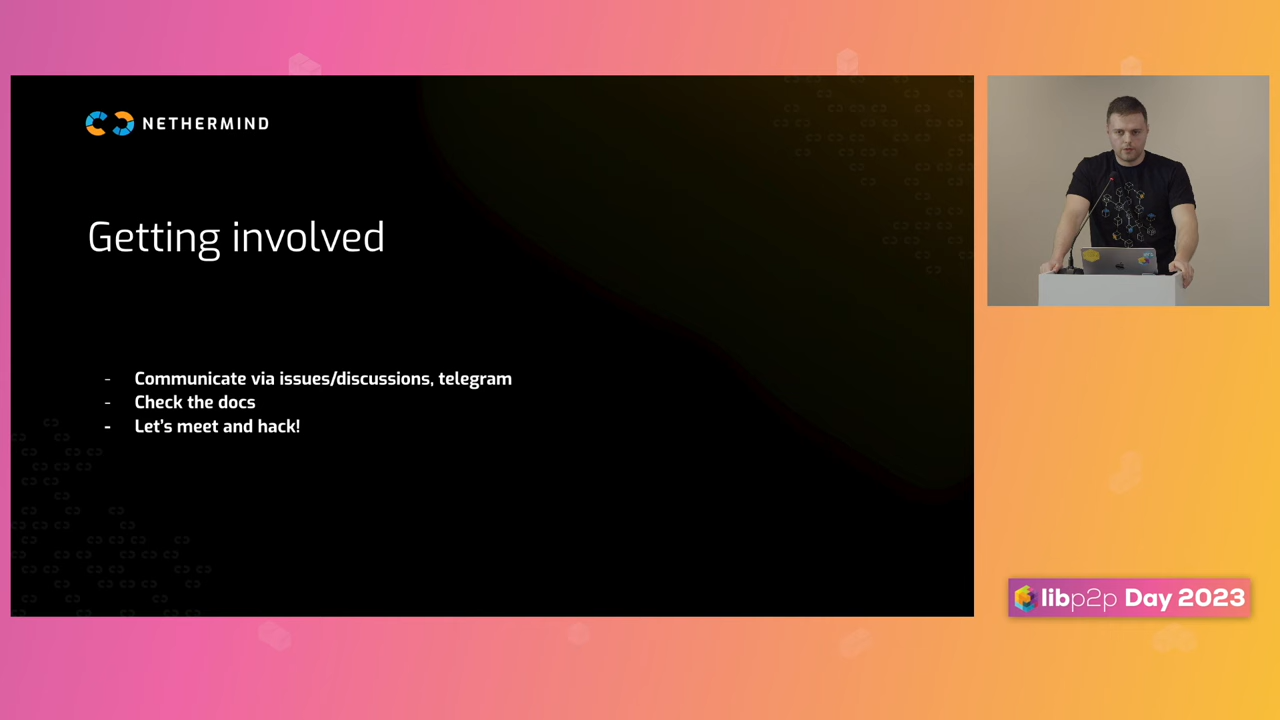 NETHERMIND
Getting involved
- Communicate via issues/discussions, telegram
- Check the docs
- Let's meet and hack!
libp2p Day 2023